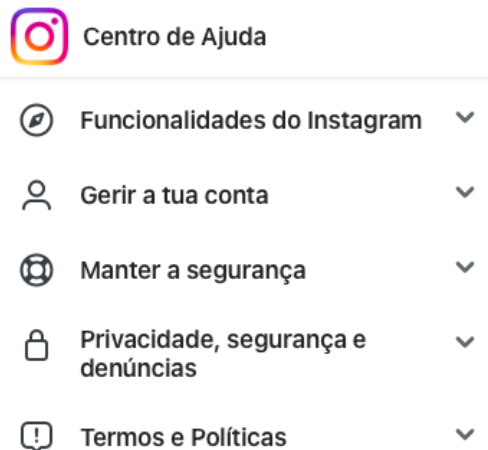 Centro de Ajuda
Funcionalidades do Instagram
Gerir a tua conta
Manter a segurança
Privacidade, segurança e
denúncias
Termos e Políticas